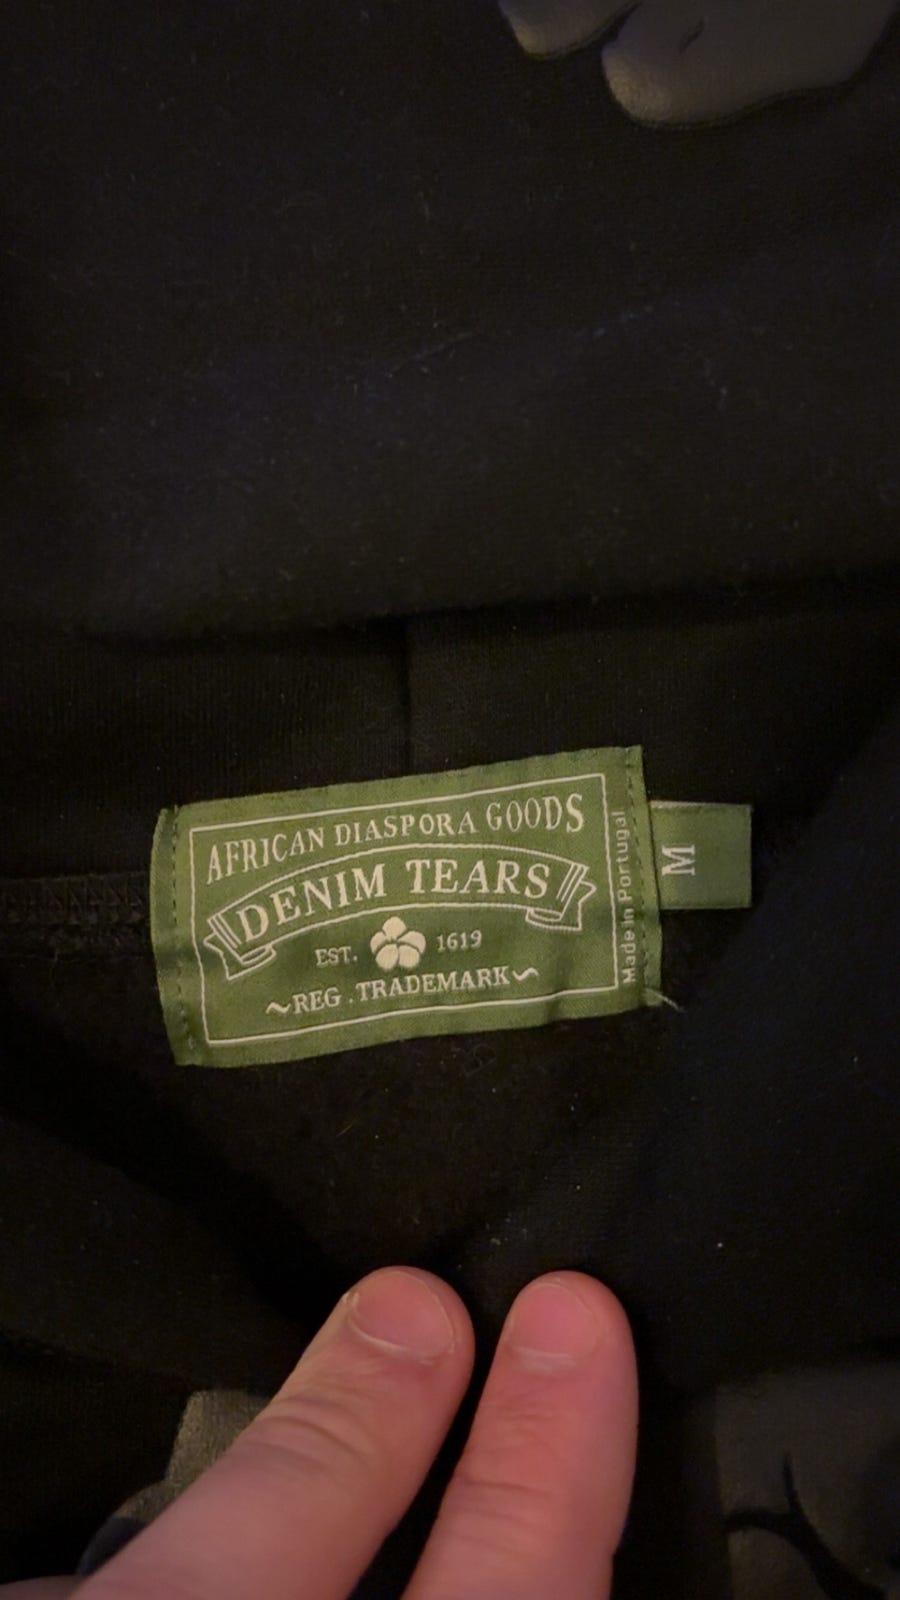 AFRICAN DIASPORA GOODS
DENIM TEARS
EST. 1619
~REG .TRADEMARK~
Made in Portugal
M